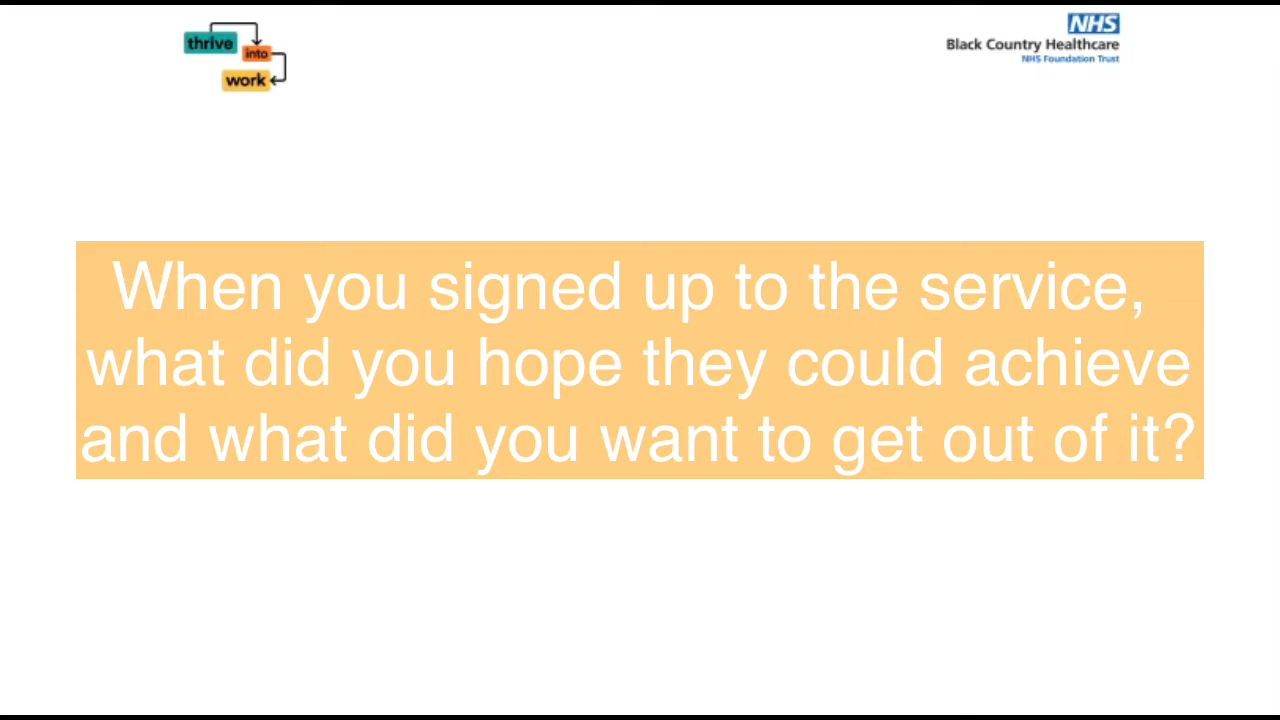 thrive
into
work
NHS
Black Country Healthcare
NHS Foundation Trust
When you signed up to the service,
what did you hope they could achieve
and what did you want to get out of it?